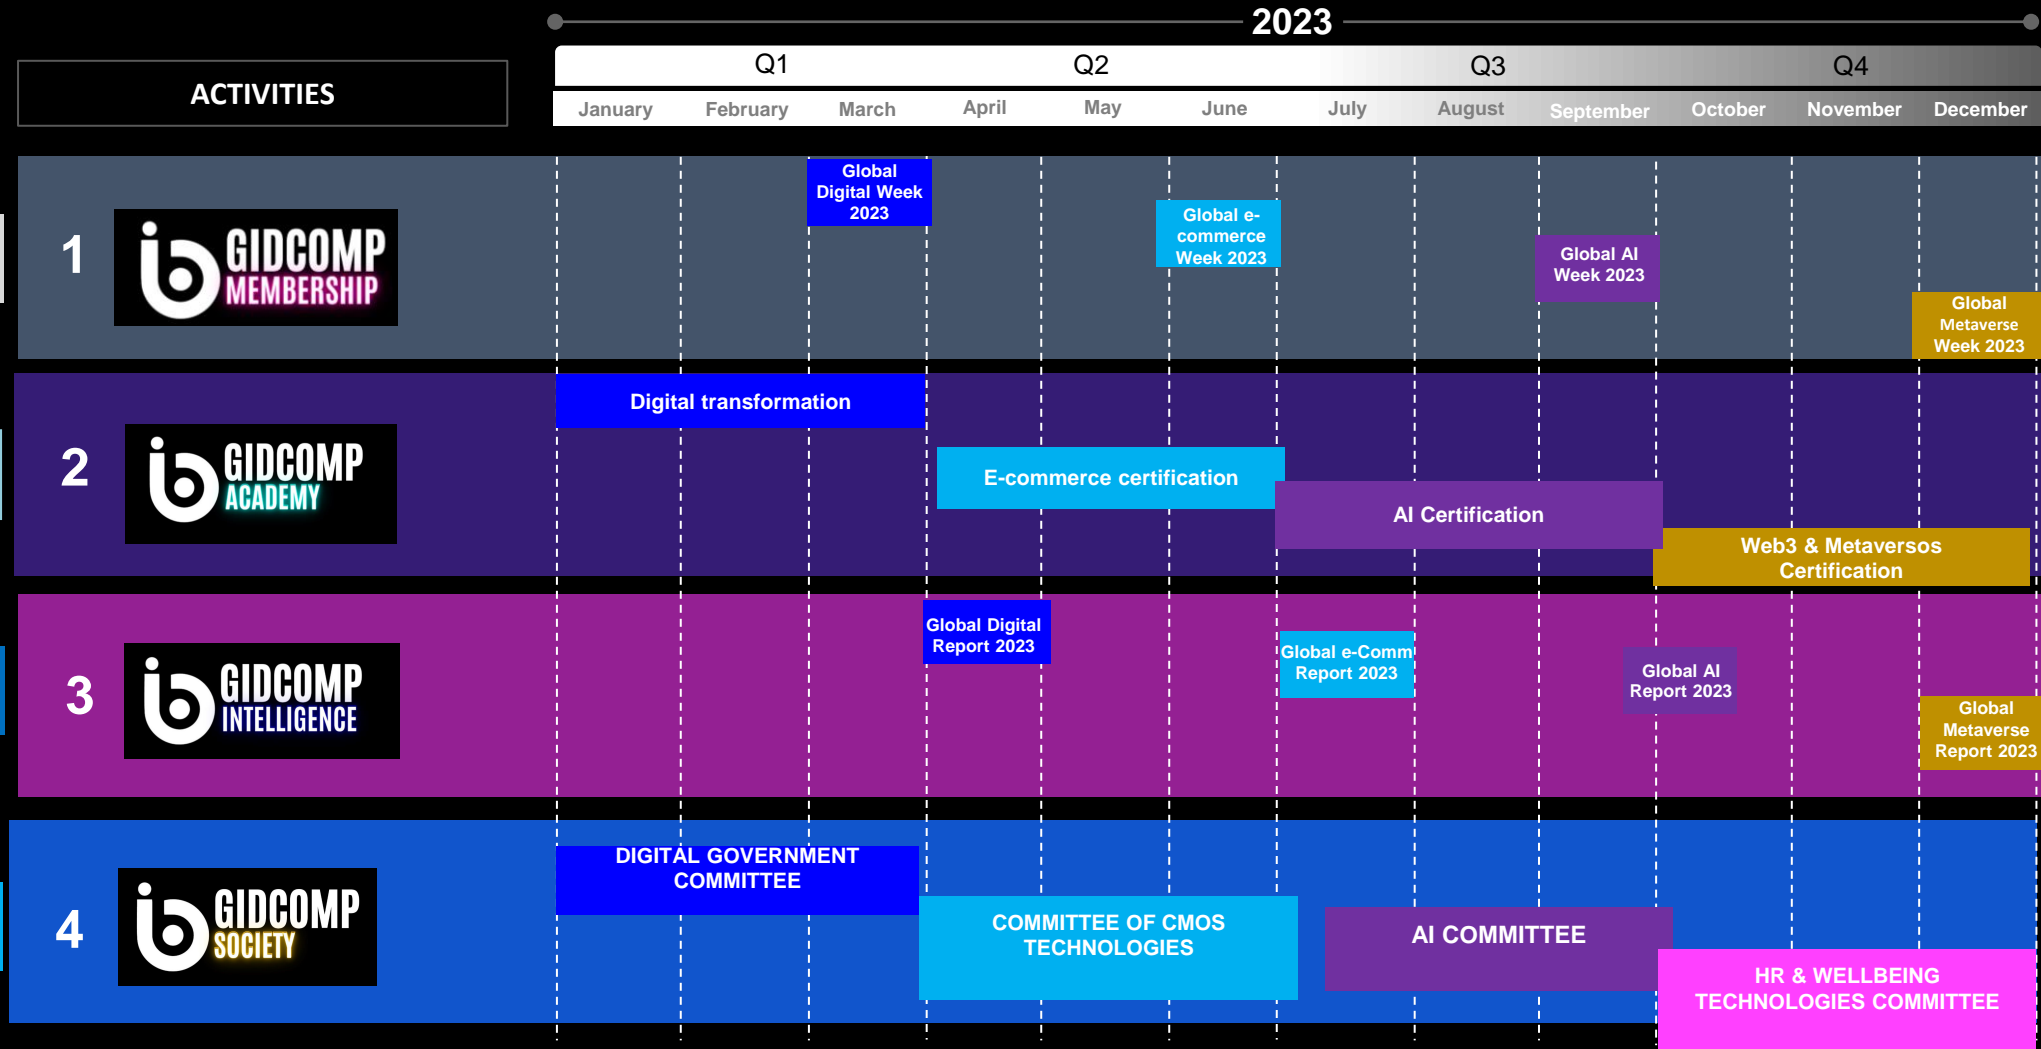 2023
Q1 Q2 Q3 Q4
ACTIVITIES
January February March April May June July August September October November December
1
GIDCOMP
MEMBERSHIP
Global
Digital Week
2023
Global e-
commerce
Week 2023
Global AI
Week 2023
Global
Metaverse
Week 2023
2
GIDCOMP
ACADEMY
Digital transformation
E-commerce certification
AI Certification
Web3 & Metaversos
Certification
3
GIDCOMP
INTELLIGENCE
Global Digital
Report 2023
Global e-Comm
Report 2023
Global AI
Report 2023
Global
Metaverse
Report 2023
4
GIDCOMP
SOCIETY
DIGITAL GOVERNMENT
COMMITTEE
COMMITTEE OF CMOS
TECHNOLOGIES
AI COMMITTEE
HR & WELLBEING
TECHNOLOGIES COMMITTEE